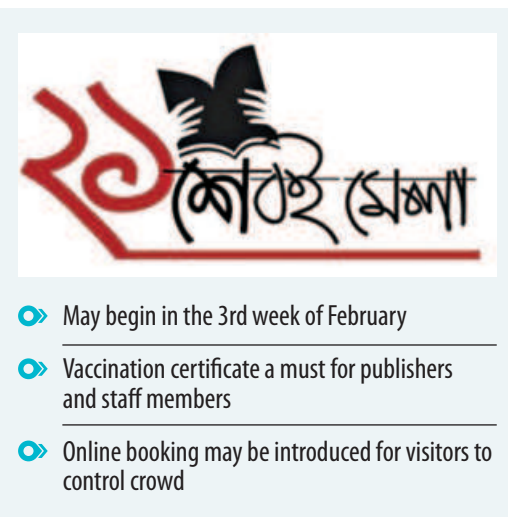 ২১শে বই মেলা
May begin in the 3rd week of February
Vaccination certificate a must for publishers
and staff members
Online booking may be introduced for visitors to
control crowd